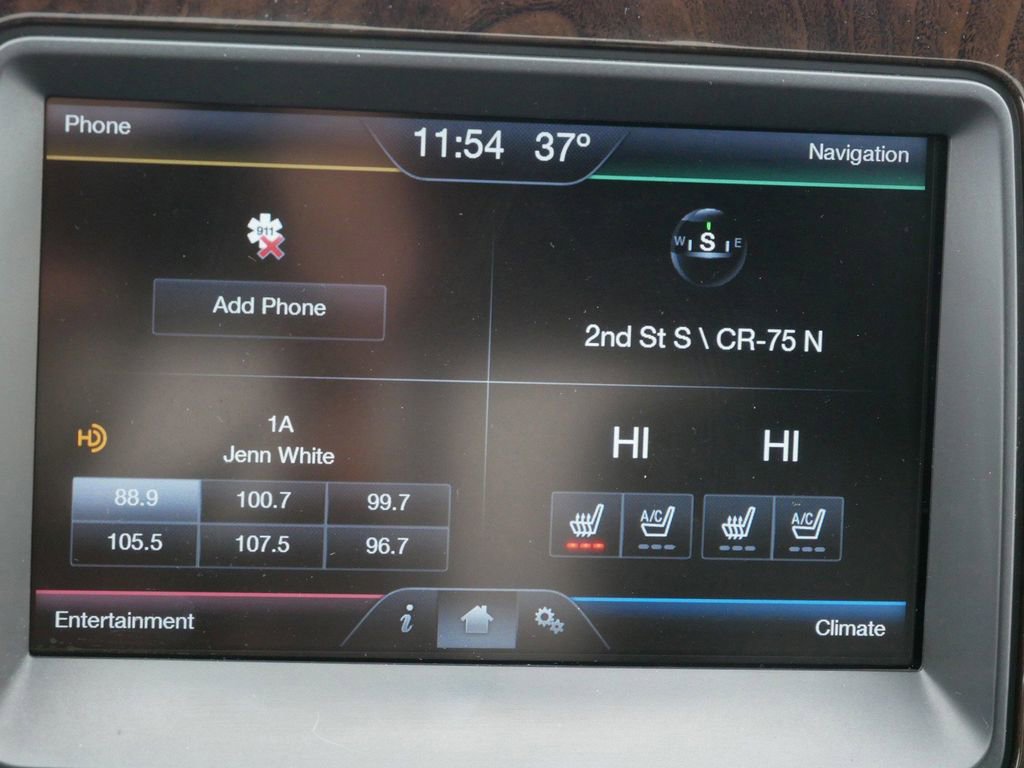 Phone
11:54 37º
Navigation
911
Add Phone
W S E
2nd St S \ CR-75 N
HD
1A
Jenn White
HI HI
88.9 100.7 99.7
105.5 107.5 96.7
A/C A/C
Entertainment
i
Climate